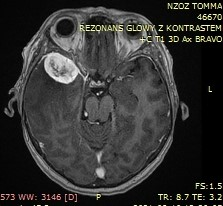 NZOZ TOMMA
46670
REZONANS GLOWY Z KONTRASTEM
+C T1 3D Ax BRAVO
L
FS: 1.5
573 WW: 3146 [D]
P
TR: 8.7 TE: 3.2